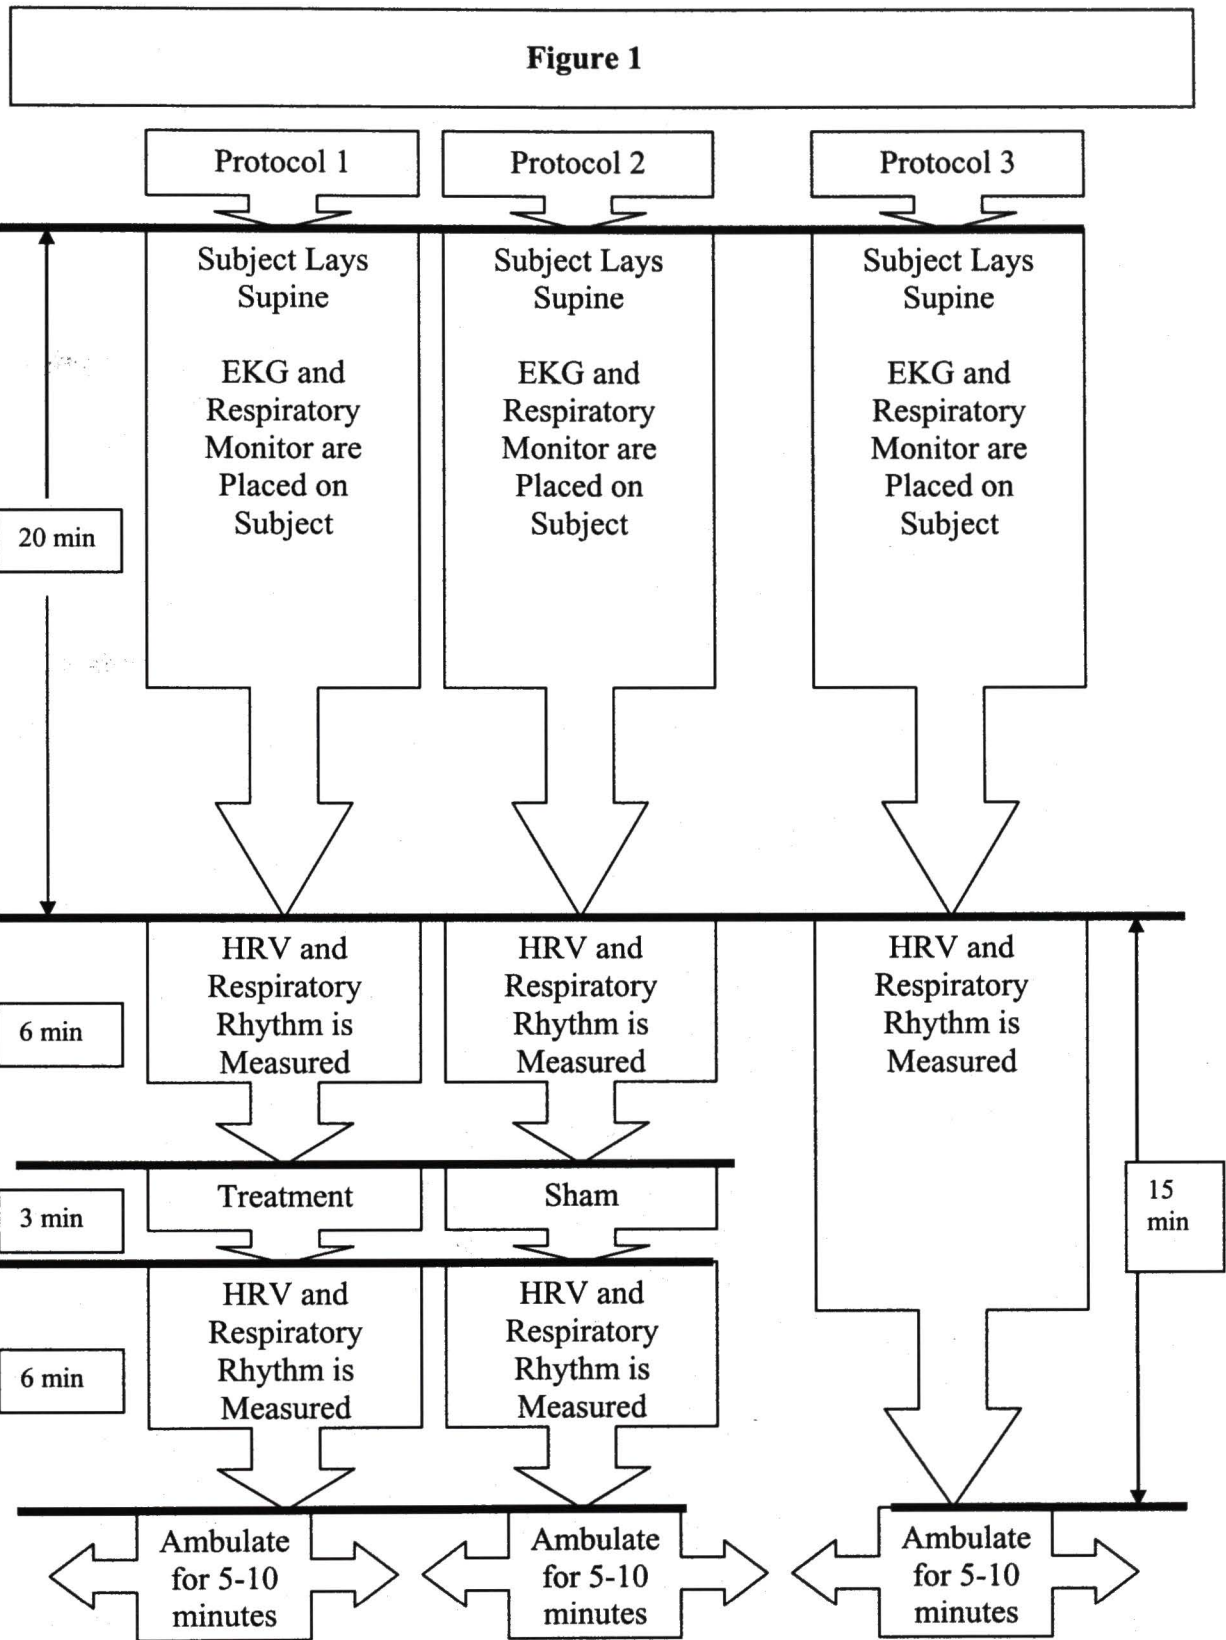 Figure 1
Protocol 1
Protocol 2
Protocol 3
Subject Lays
Supine
EKG and
Respiratory
Monitor are
Placed on
Subject
Subject Lays
Supine
EKG and
Respiratory
Monitor are
Placed on
Subject
Subject Lays
Supine
EKG and
Respiratory
Monitor are
Placed on
Subject
20 min
HRV and
Respiratory
Rhythm is
Measured
HRV and
Respiratory
Rhythm is
Measured
HRV and
Respiratory
Rhythm is
Measured
6 min
15
min
Treatment
Sham
3 min
HRV and
Respiratory
Rhythm is
Measured
HRV and
Respiratory
Rhythm is
Measured
6 min
Ambulate
for 5-10
minutes
Ambulate
for 5-10
minutes
Ambulate
for 5-10
minutes